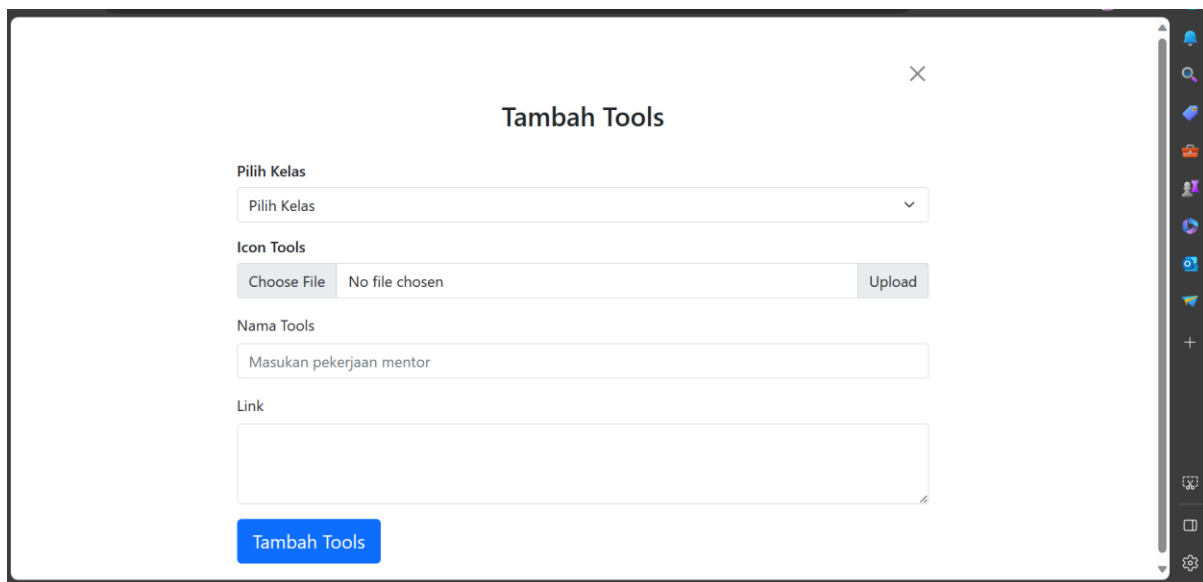 Tambah Tools
Pilih Kelas
Pilih Kelas
Icon Tools
Choose File No file chosen Upload
Nama Tools
Masukan pekerjaan mentor
Link
Tambah Tools